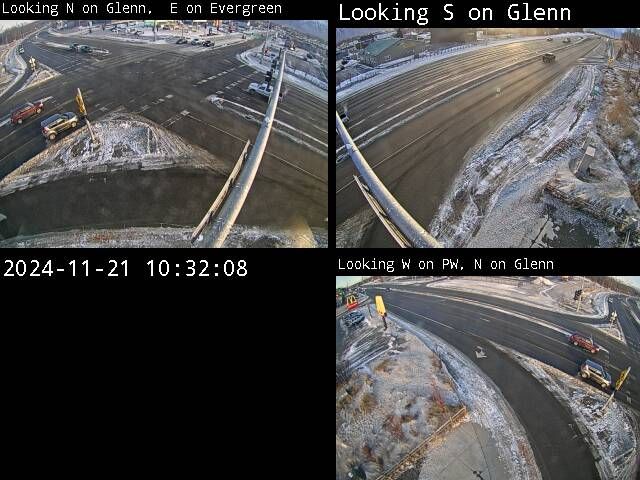 Looking N on Glenn,  E on Evergreen
Looking S on Glenn
2024-11-21 10:32:08
Looking W on PW, N on Glenn